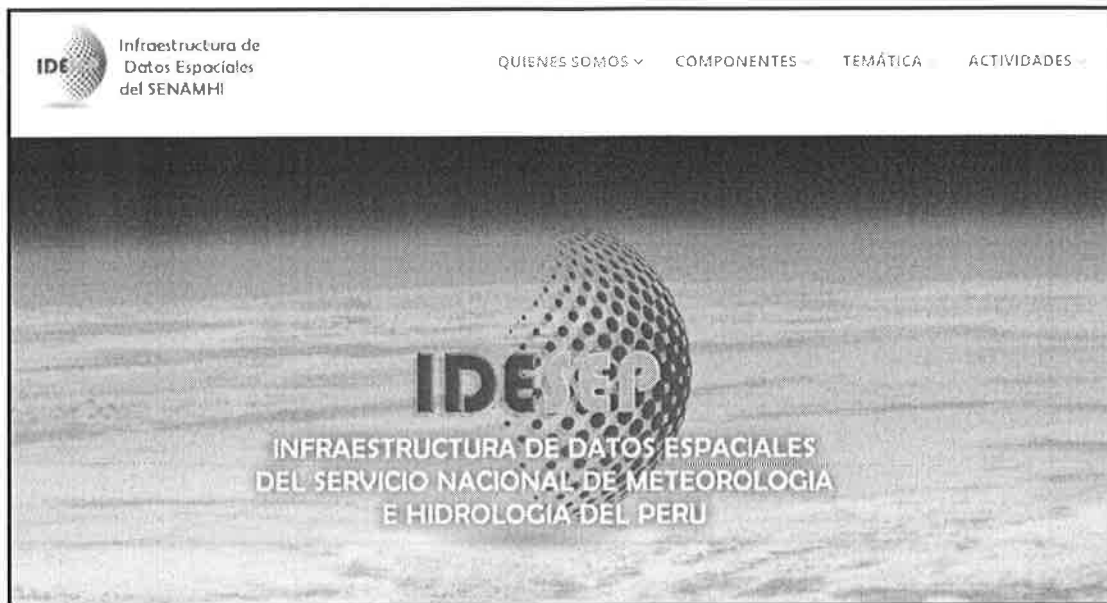 IDE
Infraestructura de
Datos Espaciales
del SENAMHI
QUIENES SOMOS
COMPONENTES
TEMÁTICA
ACTIVIDADES
IDESEP
INFRAESTRUCTURA DE DATOS ESPACIALES
DEL SERVICIO NACIONAL DE METEOROLOGIA
E HIDROLOGIA DEL PERU